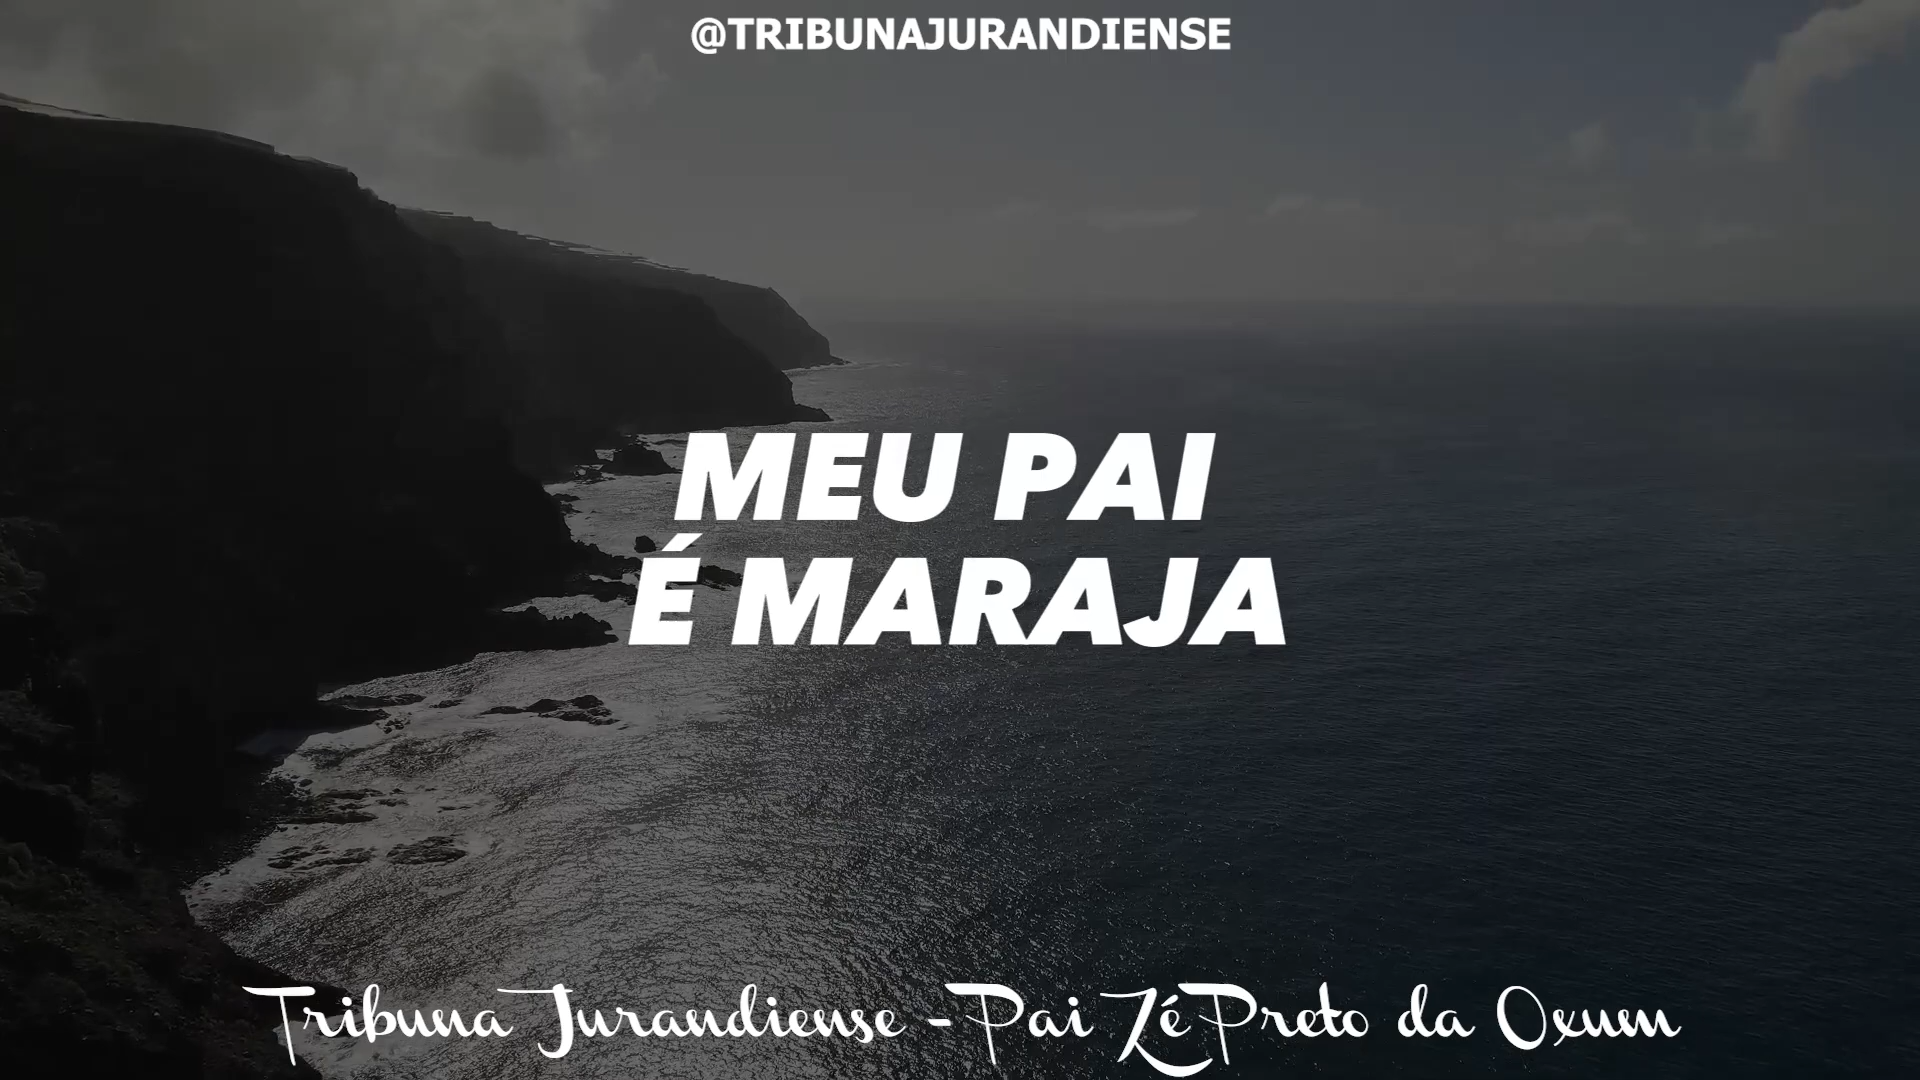 @TRIBUNAJURANDIENSE
MEU PAI
É MARAJA
Tribuna Jurandiense - Pai Zé Preto da Oxum